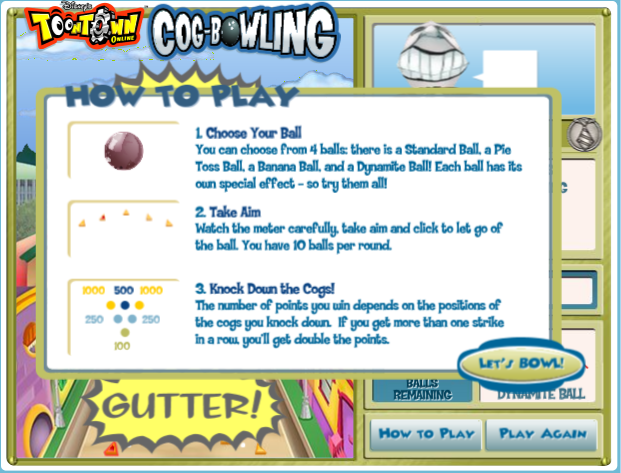 Disney's
TOONTOWN
ONLINE
COG-BOWLING
HOW TO PLAY
1. Choose Your Ball
You can choose from 4 balls: there is a Standard Ball, a Pie
Toss Ball, a Banana Ball, and a Dynamite Ball! Each ball has its
own special effect - so try them all!
2. Take Aim
Watch the meter carefully, take aim and click to let go of
the ball. You have 10 balls per round.
1000 500 1000
250 250
100
3. Knock Down the Cogs!
The number of points you win depends on the positions of
the cogs you knock down. If you get more than one strike
in a row, you'll get double the points.
LET'S BOWL!
GUTTER!
BALLS
REMAINING
DYNAMITE BALL
HOW TO PLAY
PLAY AGAIN